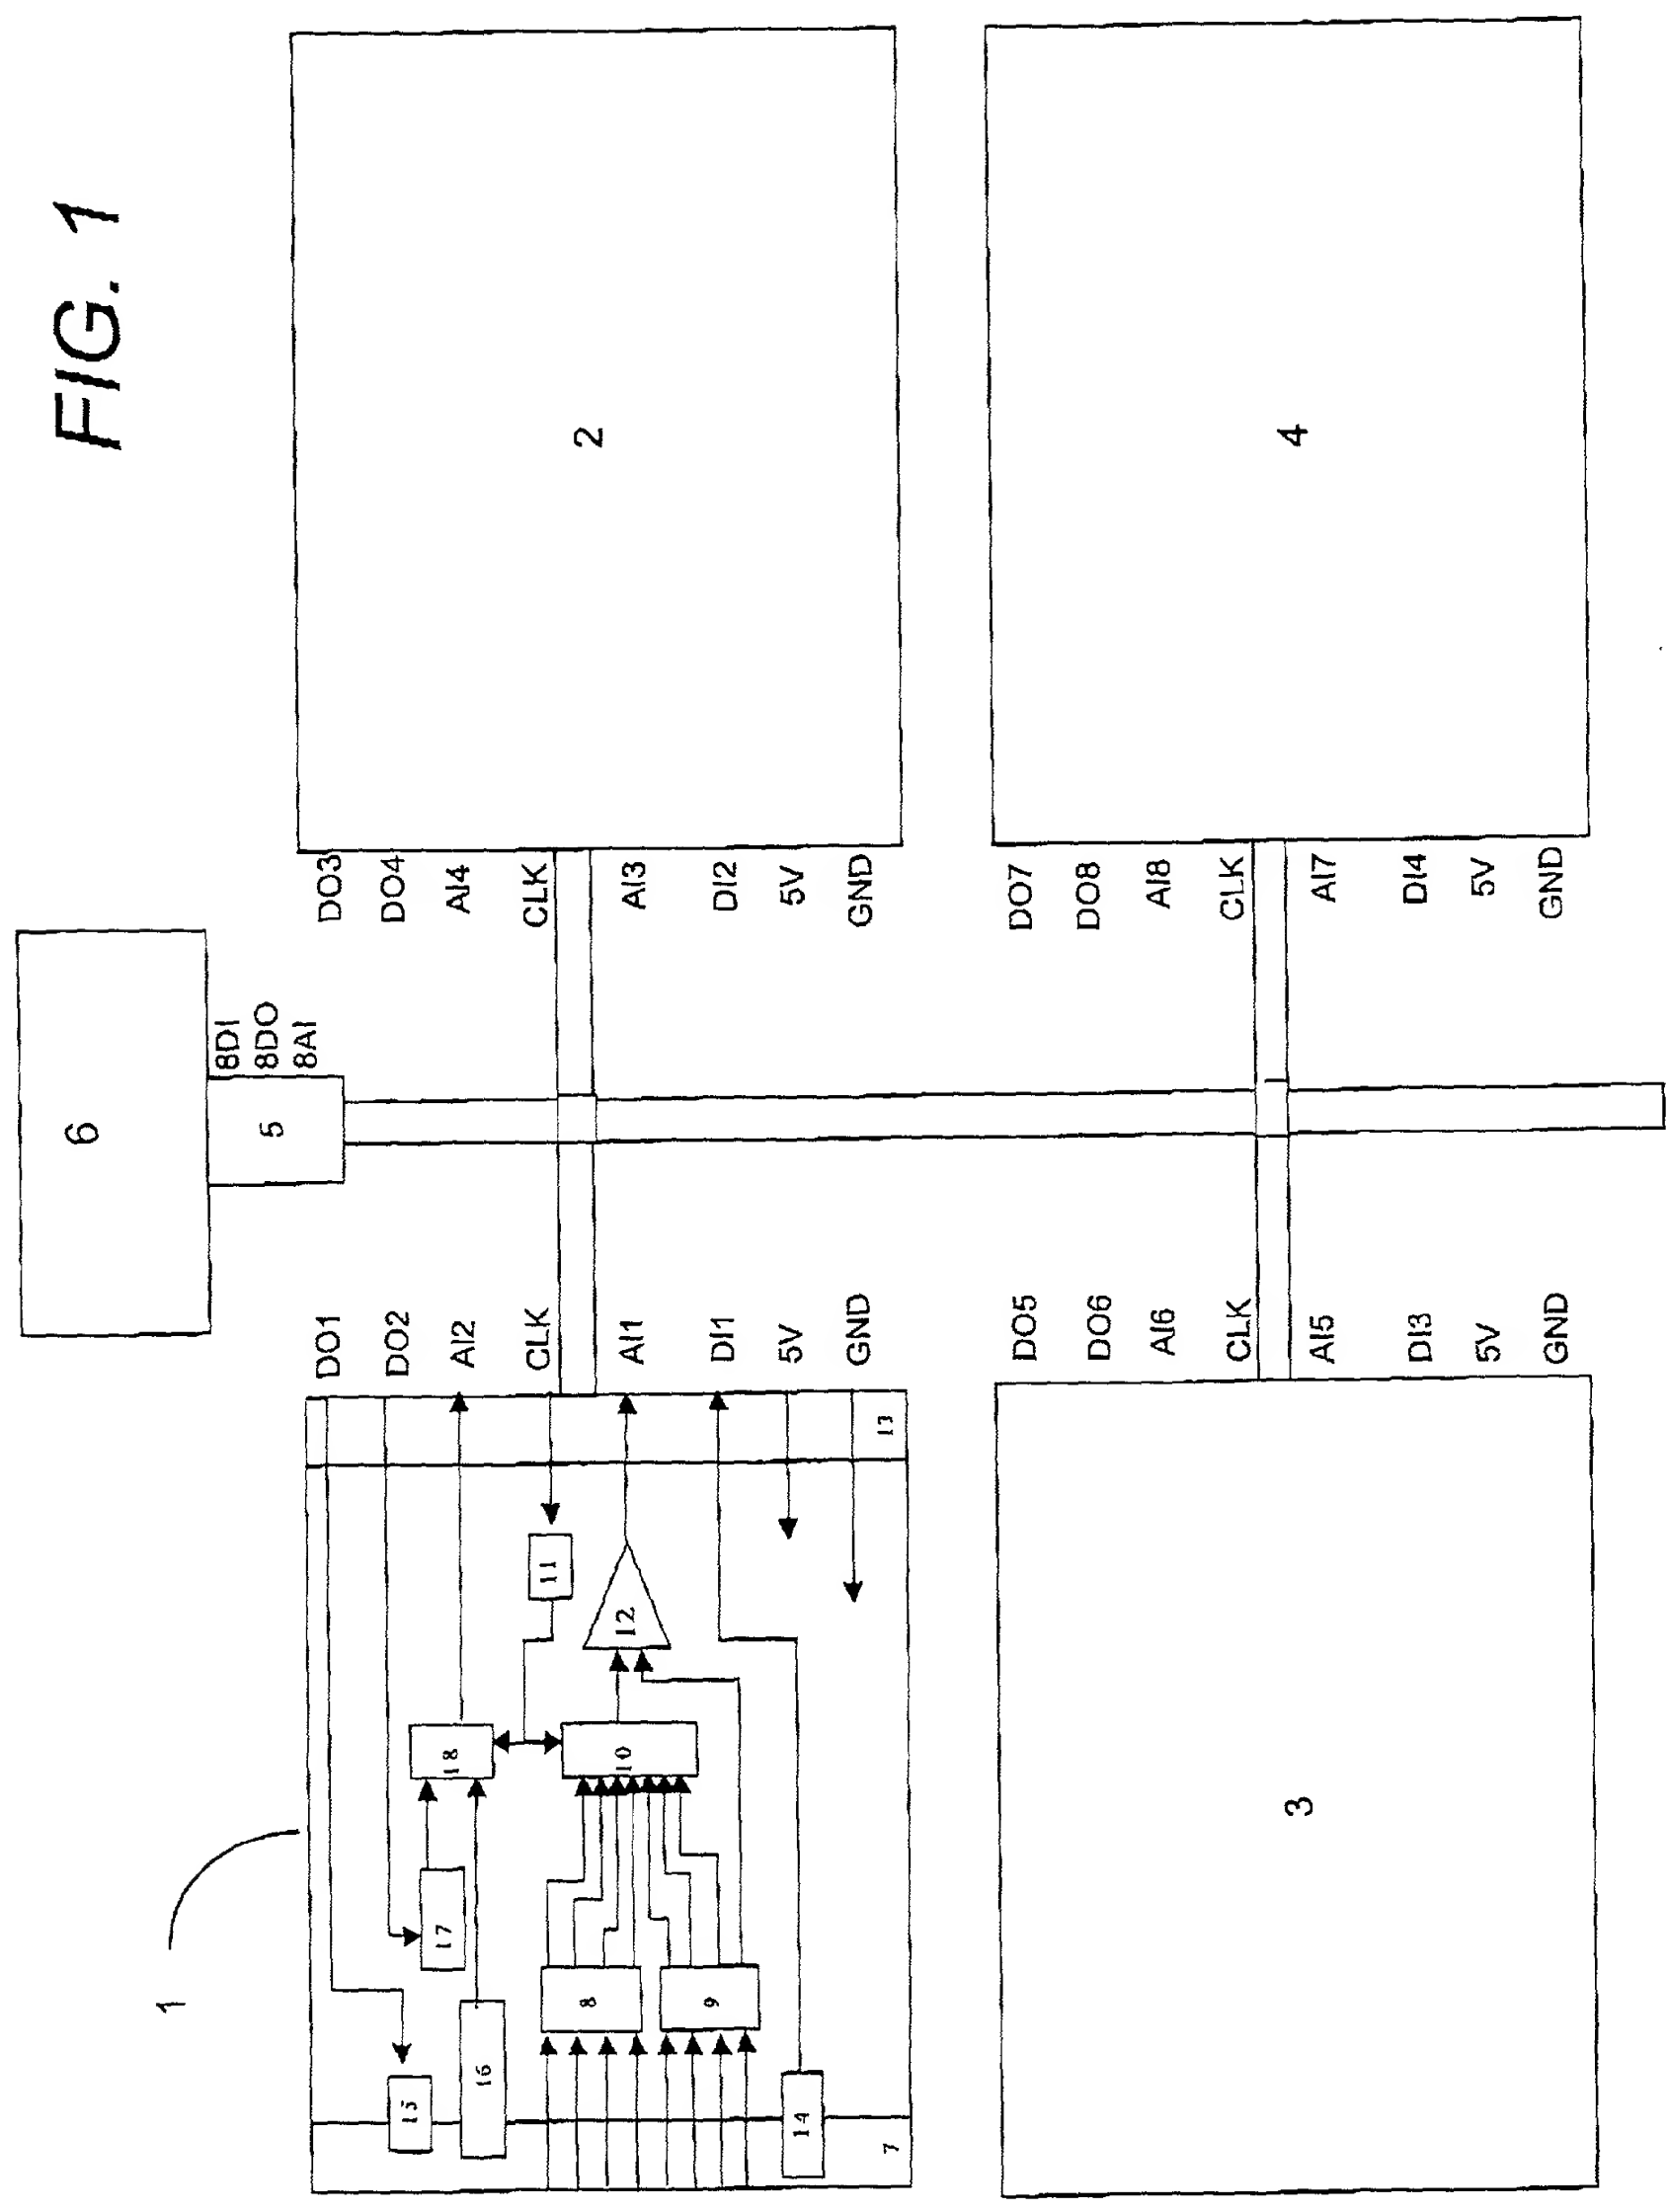 FIG. 1
6
8DI
8DO
8AI
5
1
DO1
DO2
AI2
CLK
AI1
DI1
5V
GND
15
16
17
18
11
8
9
10
12
14
7
13
DO3
DO4
AI4
CLK
AI3
DI2
5V
GND
2
3
DO5
DO6
AI6
CLK
AI5
DI3
5V
GND
DO7
DO8
AI8
CLK
AI7
DI4
5V
GND
4